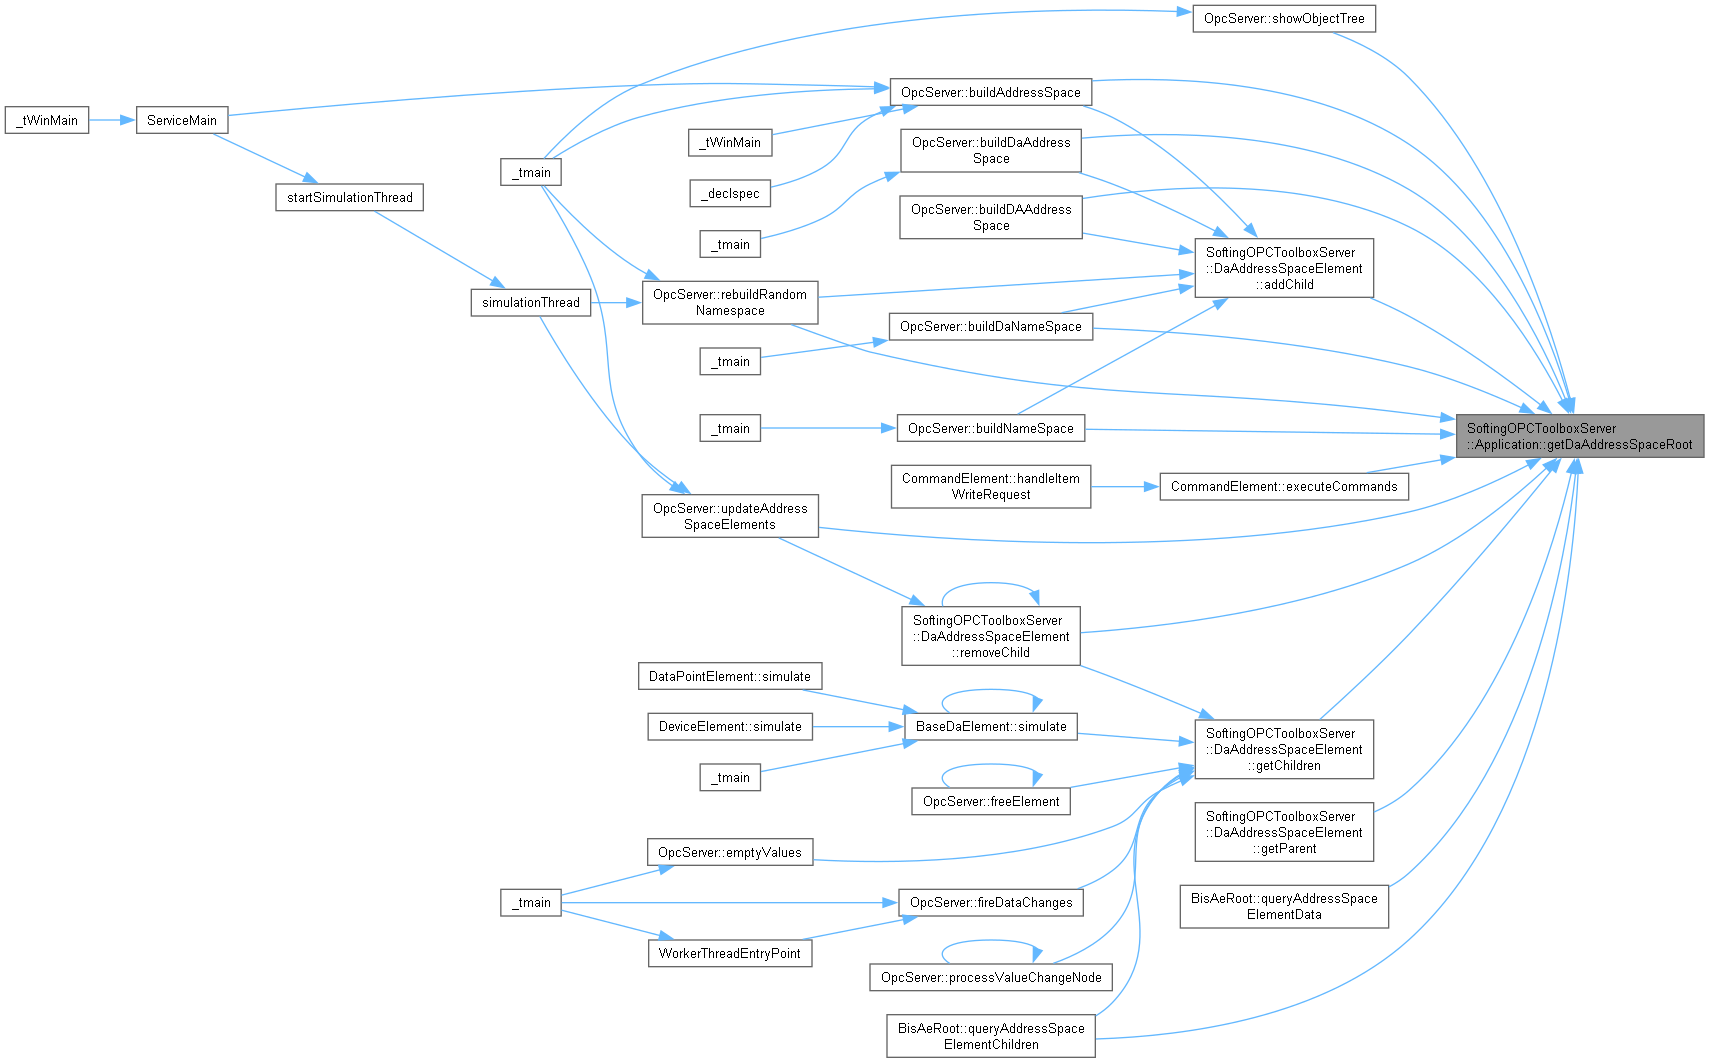 OpcServer::showObjectTree
OpcServer::buildAddressSpace
_tWinMain
ServiceMain
_tWinMain
OpcServer::buildDaAddress
Space
_tmain
startSimulationThread
_declspec
OpcServer::buildDAAddress
Space
_tmain
SoftingOPCToolboxServer
::DaAddressSpaceElement
::addChild
simulationThread
OpcServer::rebuildRandom
Namespace
OpcServer::buildDaNameSpace
_tmain
_tmain
OpcServer::buildNameSpace
SoftingOPCToolboxServer
::Application::getDaAddressSpaceRoot
CommandElement::handleItem
WriteRequest
CommandElement::executeCommands
OpcServer::updateAddress
SpaceElements
SoftingOPCToolboxServer
::DaAddressSpaceElement
::removeChild
DataPointElement::simulate
DeviceElement::simulate
BaseDaElement::simulate
SoftingOPCToolboxServer
::DaAddressSpaceElement
::getChildren
_tmain
OpcServer::freeElement
SoftingOPCToolboxServer
::DaAddressSpaceElement
::getParent
OpcServer::emptyValues
_tmain
OpcServer::fireDataChanges
BisAeRoot::queryAddressSpace
ElementData
WorkerThreadEntryPoint
OpcServer::processValueChangeNode
BisAeRoot::queryAddressSpace
ElementChildren